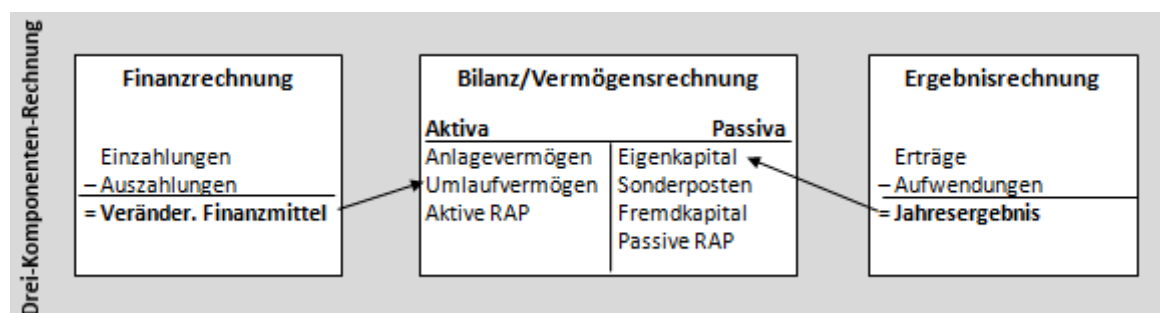 Drei-Komponenten-Rechnung
Finanzrechnung
Einzahlungen
– Auszahlungen
= Veränder. Finanzmittel
Bilanz/Vermögensrechnung
Aktiva Passiva
Anlagevermögen Eigenkapital
Umlaufvermögen Sonderposten
Aktive RAP Fremdkapital
Passive RAP
Ergebnisrechnung
Erträge
– Aufwendungen
= Jahresergebnis